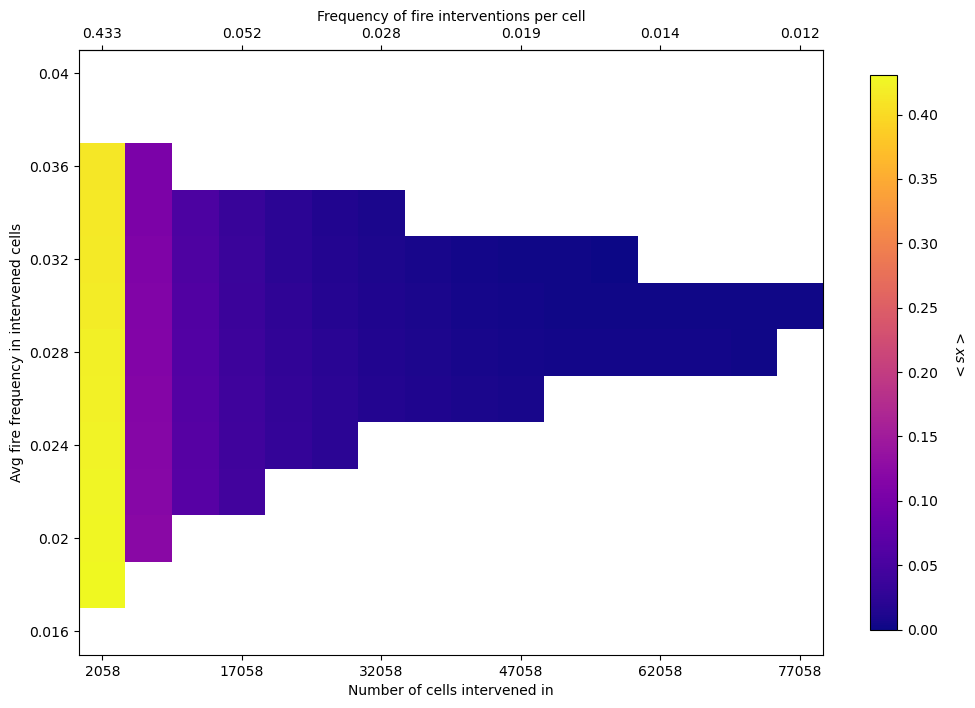 Frequency of fire interventions per cell
0.433 0.052 0.028 0.019 0.014 0.012
0.04
0.036
0.032
0.028
0.024
0.02
0.016
Avg fire frequency in intervened cells
2058 17058 32058 47058 62058 77058
Number of cells intervened in
0.40
0.35
0.30
0.25
0.20
0.15
0.10
0.05
0.00
< xs >